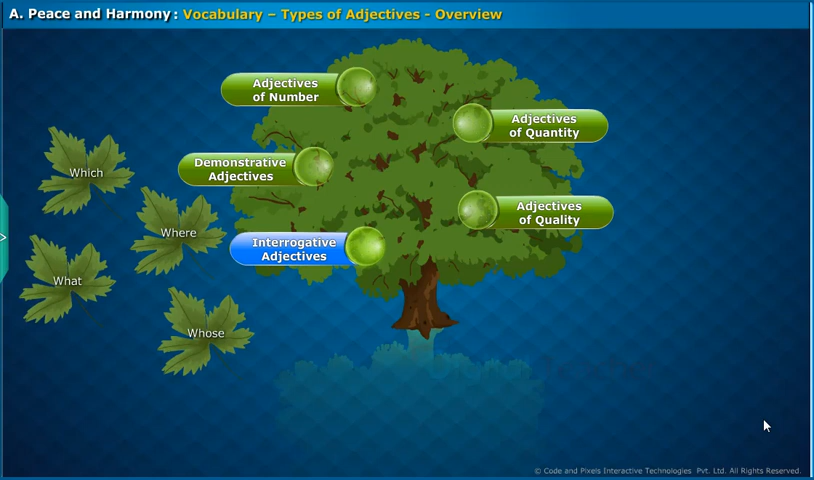 A. Peace and Harmony : Vocabulary – Types of Adjectives - Overview
Adjectives
of Number
Adjectives
of Quantity
Demonstrative
Adjectives
Adjectives
of Quality
Interrogative
Adjectives
Which
Where
What
Whose
© Code and Pixels Interactive Technologies Pvt. Ltd. All Rights Reserved.